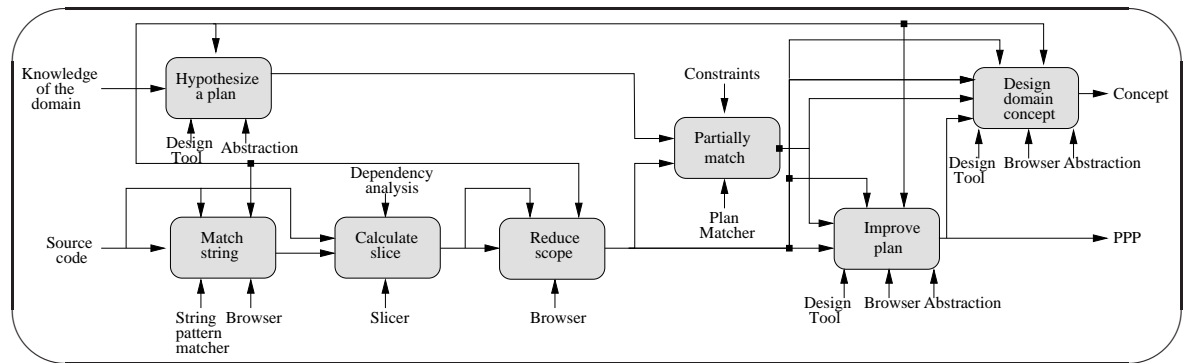 Knowledge
of the
domain
Hypothesize
a plan
Design
Tool
Abstraction
Constraints
Partially
match
Plan
Matcher
Design
domain
concept
Concept
Design
Tool
Browser
Abstraction
Source
code
Match
string
String
pattern
matcher
Browser
Dependency
analysis
Calculate
slice
Slicer
Reduce
scope
Browser
Improve
plan
PPP
Design
Tool
Browser
Abstraction